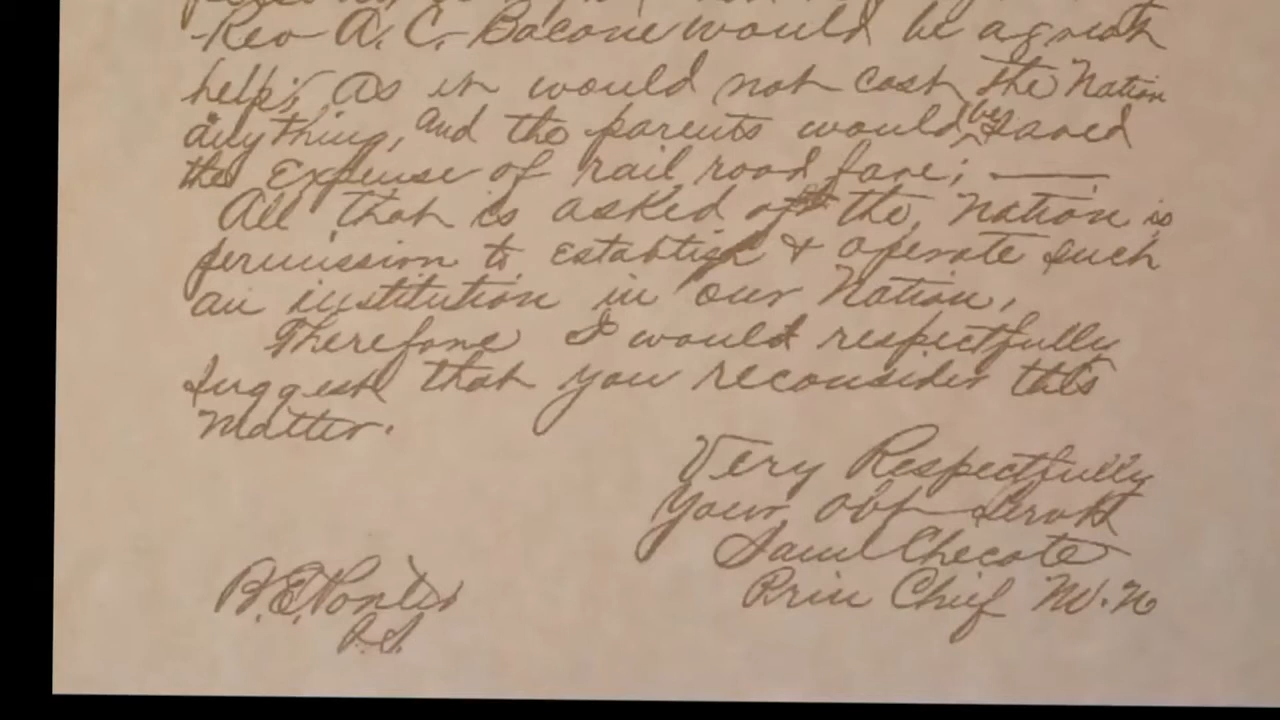 Rev A. C. Bacone would be a great
help; As it would not cost the Nation
anything, and the parents would be saved
the Expense of rail road fare; ———
All that is asked of the, Nation is
permission to establish & operate such
an institution in our Nation,
Therefore I would respectfully
suggest that you reconsider this
Matter.
Very Respectfully
Your Obt Servt
Saml Checote
Prin Chief M. N
B. E. Porter
P.S.